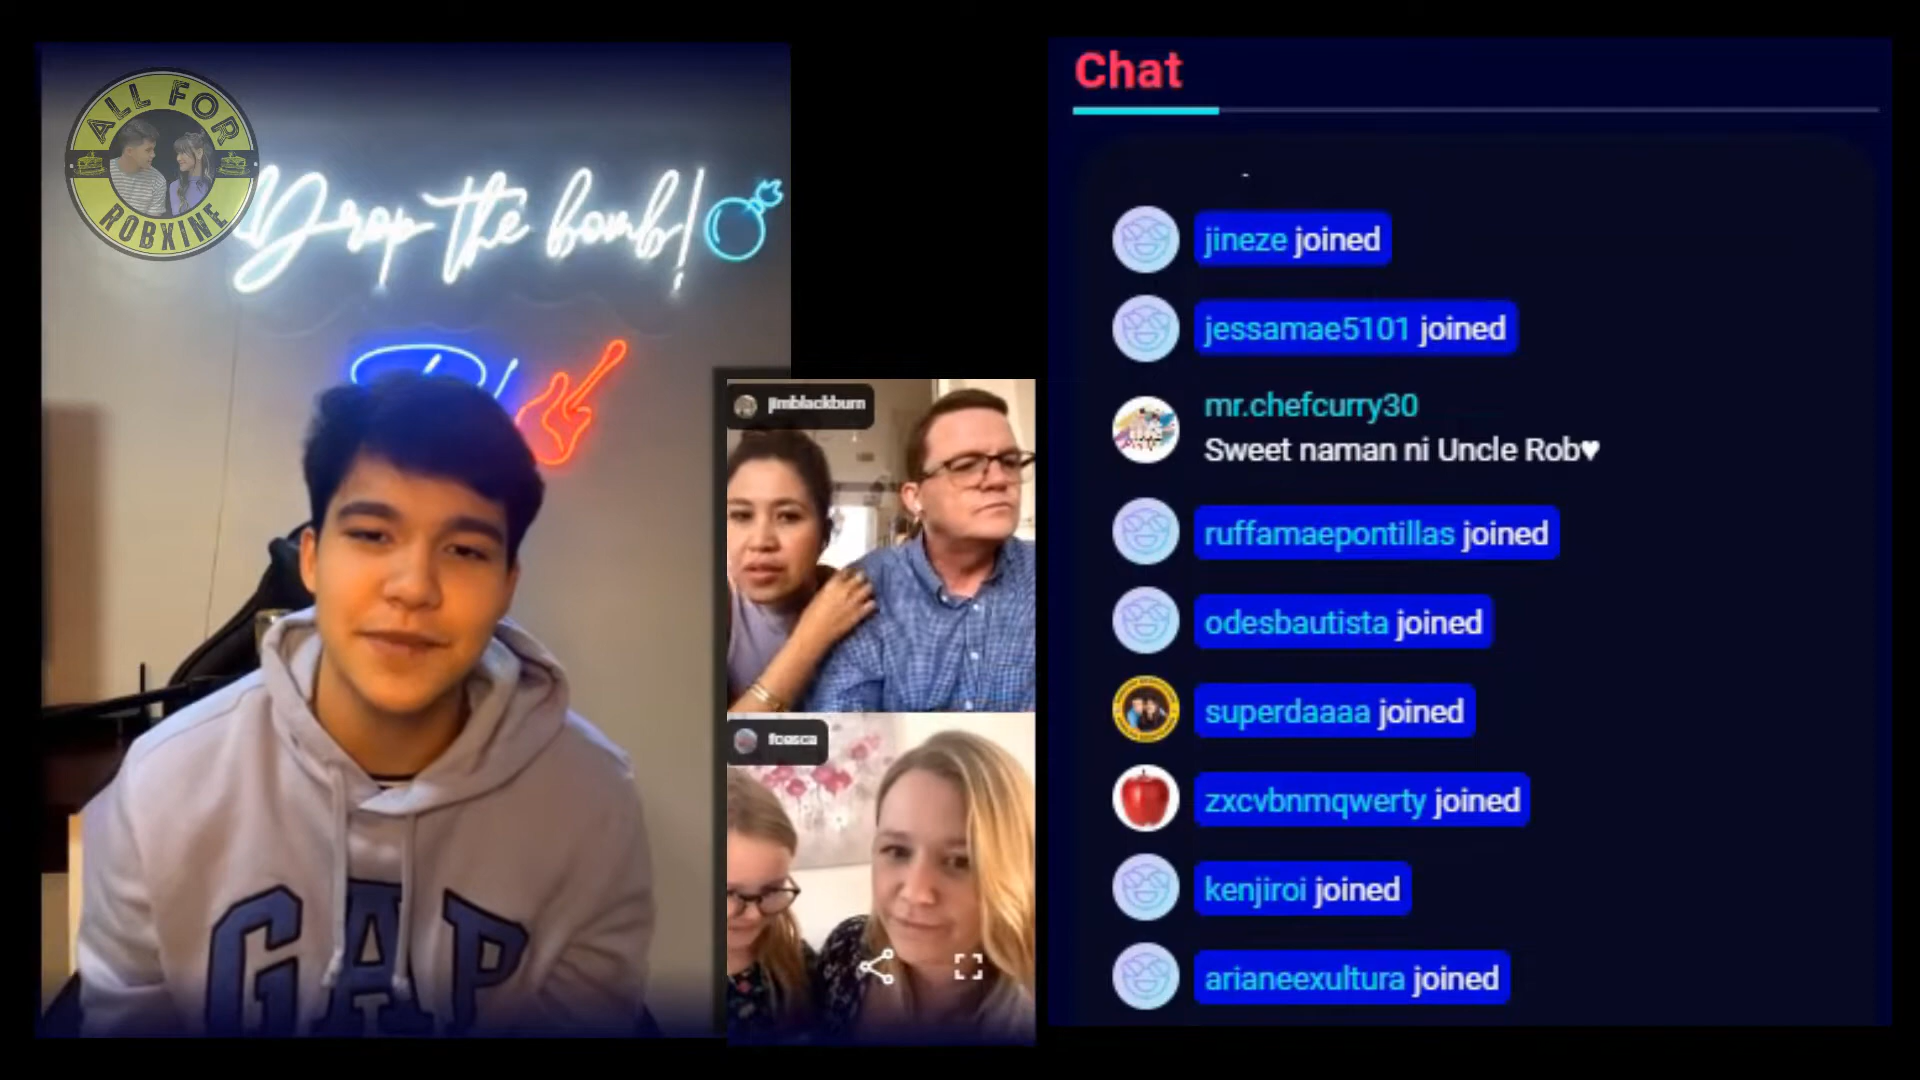 ALL FOR
ROBXINE
Drop the bomb!
GAP
jimblackburn
Chat
jineze joined
jessamae5101 joined
mr.chefcurry30
Sweet naman ni Uncle Rob♥
ruffamaepontillas joined
odesbautista joined
superdaaaa joined
zxcvbnmqwerty joined
kenjiroi joined
arianeexultura joined